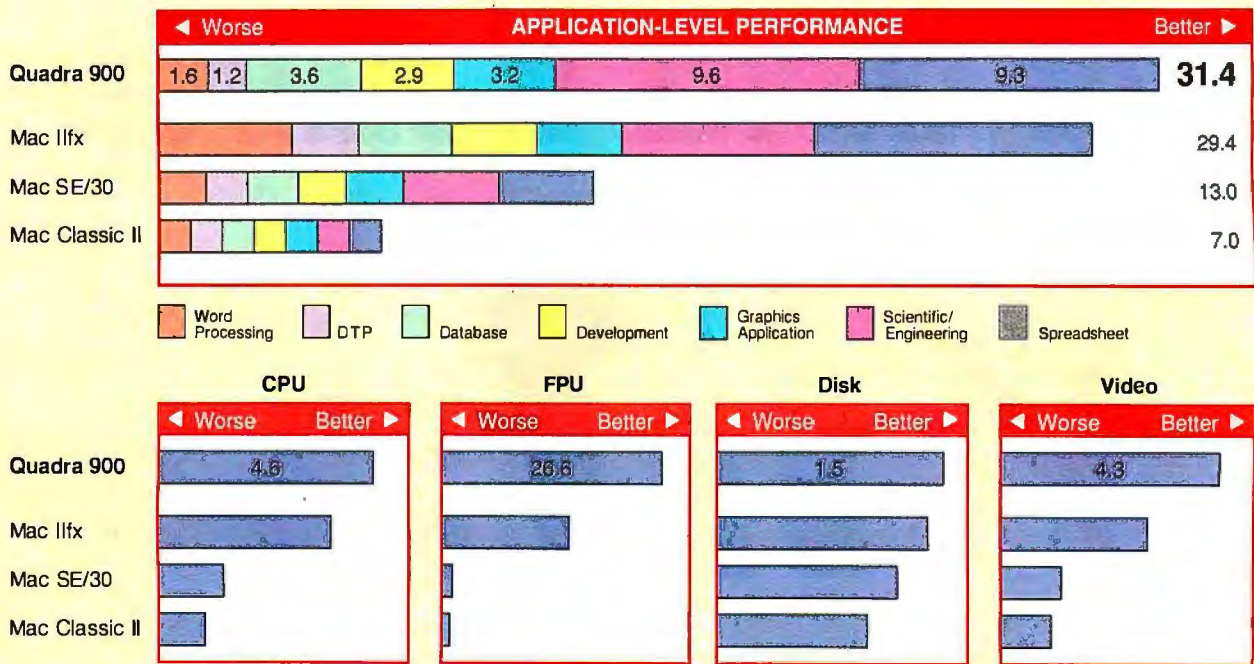 ◄ Worse APPLICATION-LEVEL PERFORMANCE Better ►
Quadra 900 1.6 1.2 3.6 2.9 3.2 9.6 9.3 31.4
Mac IIfx 29.4
Mac SE/30 13.0
Mac Classic II 7.0
Word Processing DTP Database Development Graphics Application Scientific/ Engineering Spreadsheet
CPU FPU Disk Video
◄ Worse Better ► ◄ Worse Better ► ◄ Worse Better ► ◄ Worse Better ►
Quadra 900 4.6 26.6 1.5 4.3
Mac IIfx
Mac SE/30
Mac Classic II